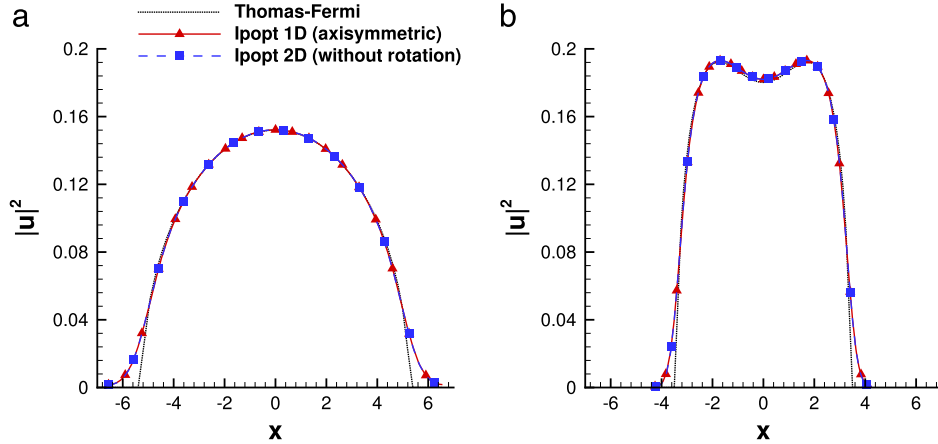 a
Thomas-Fermi
Ipopt 1D (axisymmetric)
Ipopt 2D (without rotation)
0.2
0.16
0.12
0.08
0.04
0
|u|²
-6 -4 -2 0 2 4 6
x
b
0.2
0.16
0.12
0.08
0.04
0
|u|²
-6 -4 -2 0 2 4 6
x